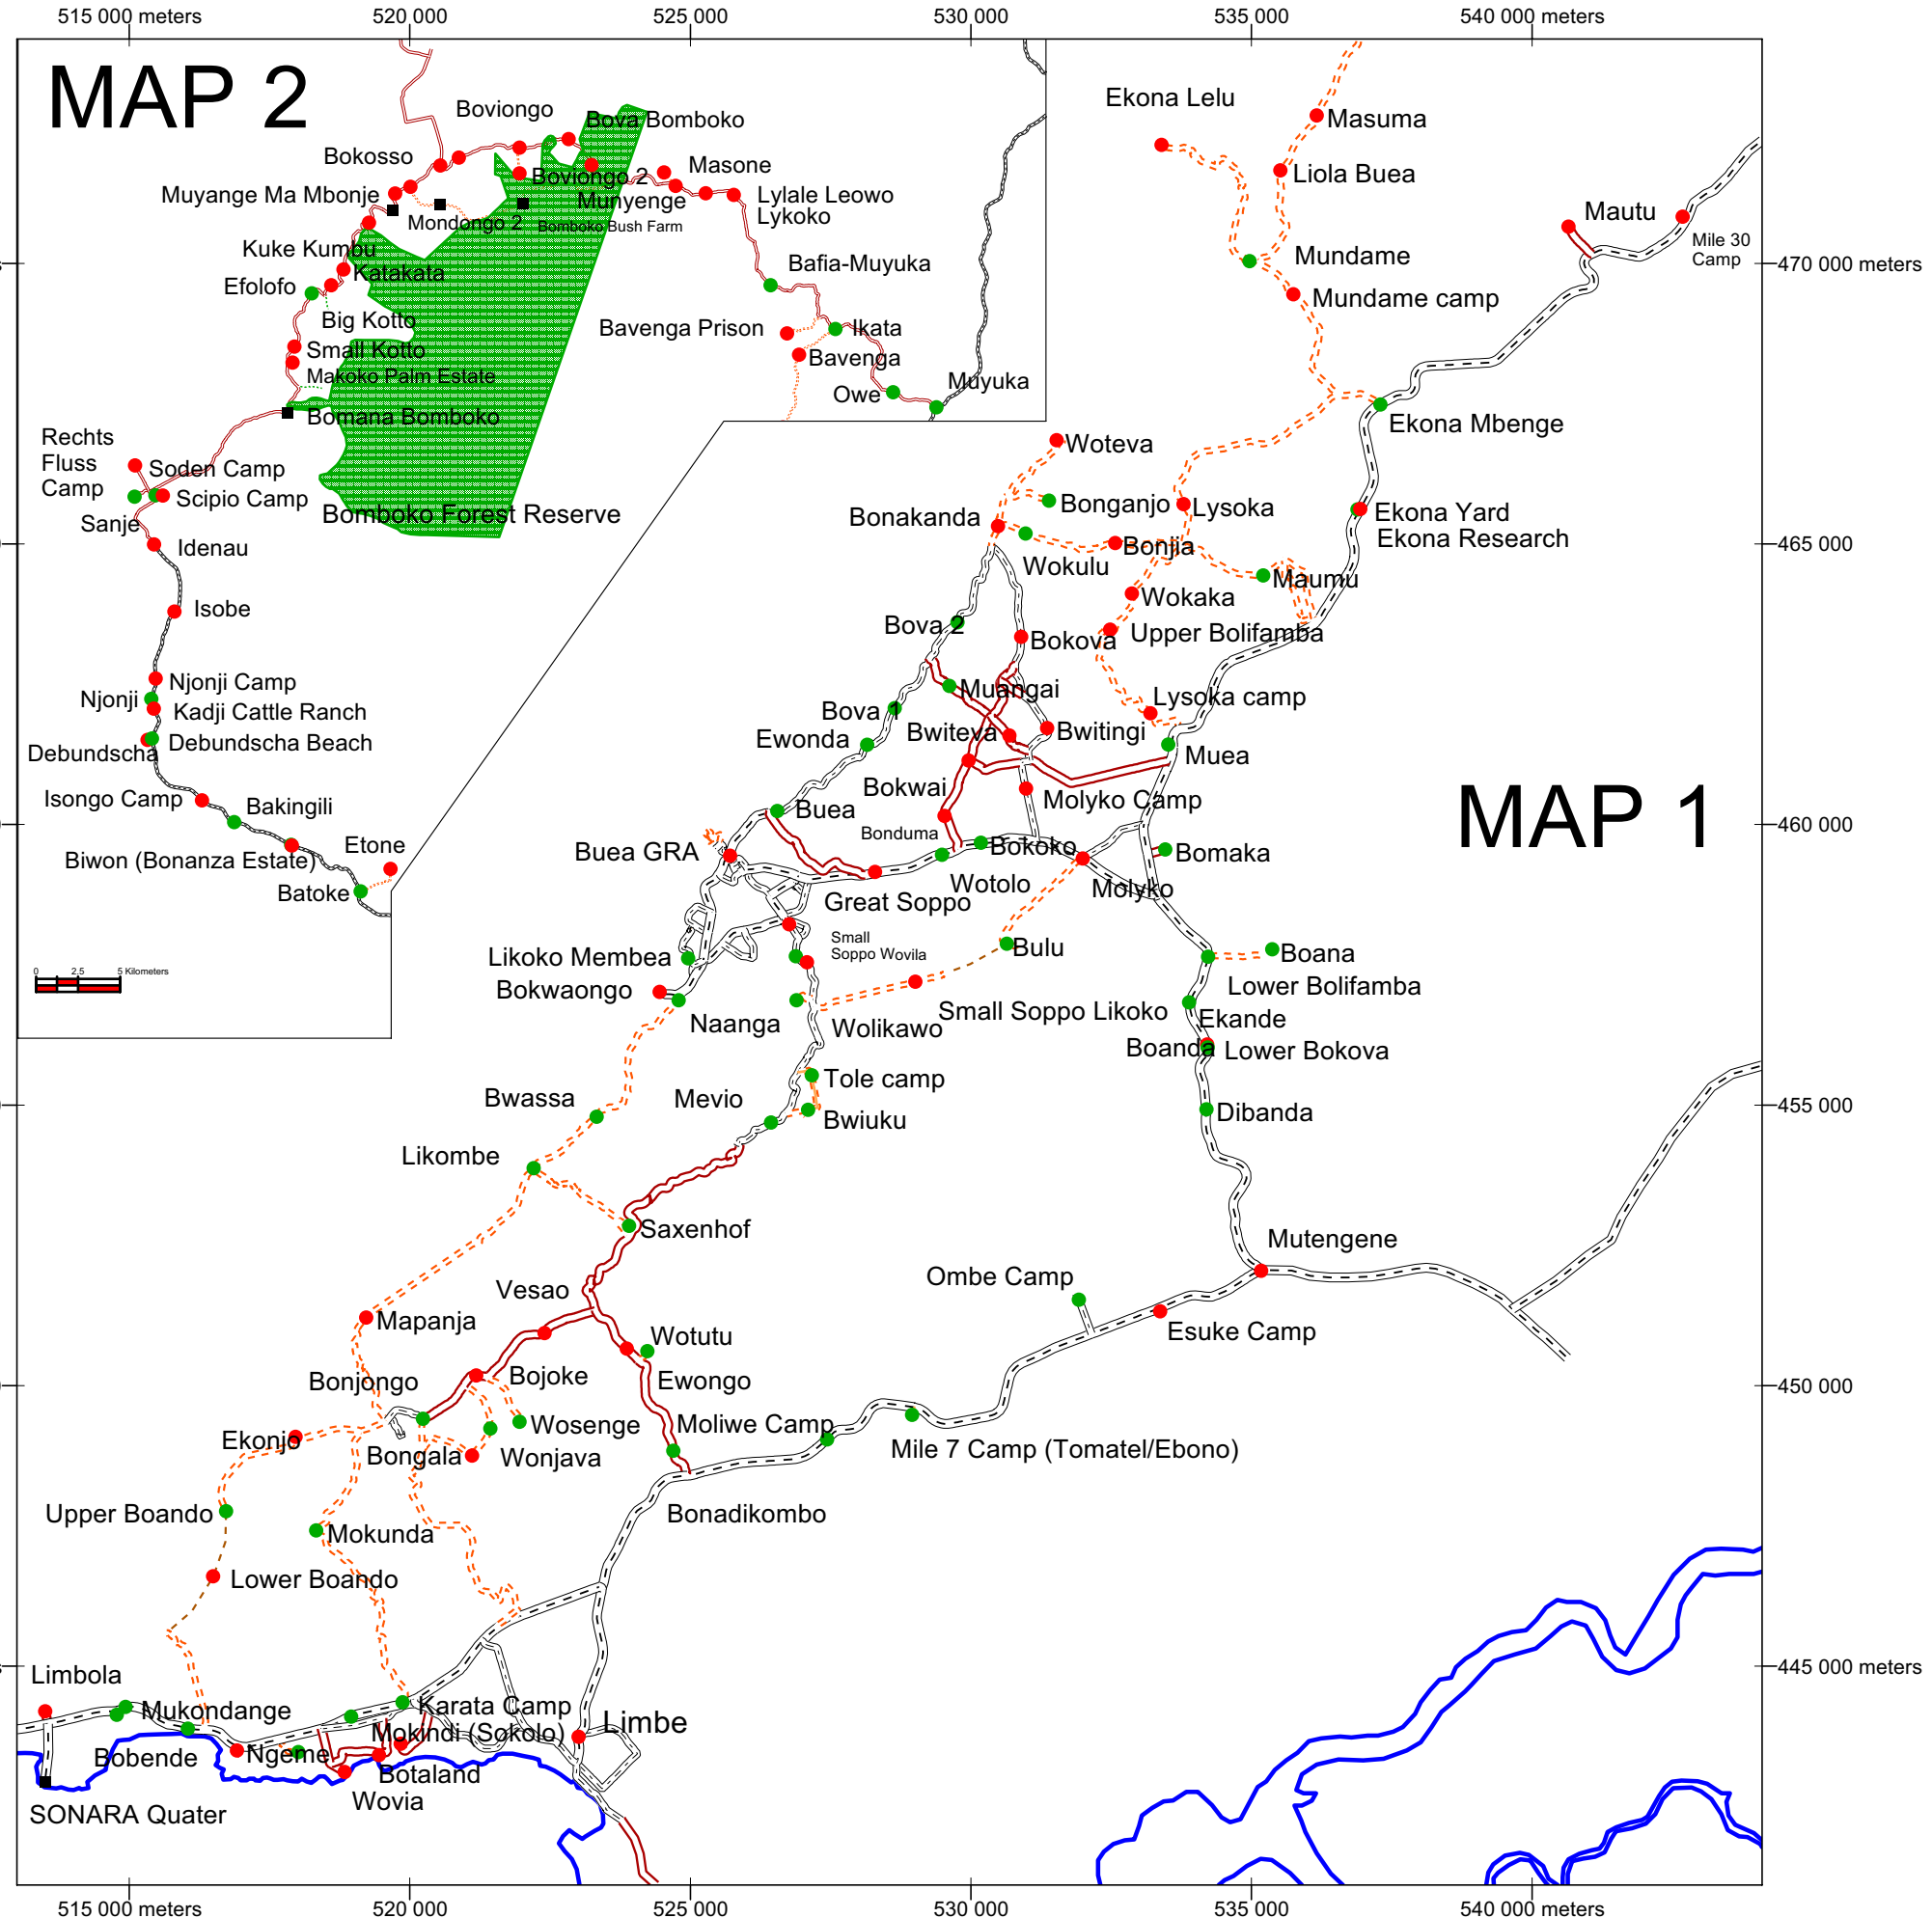 515 000 meters
520 000
525 000
530 000
535 000
540 000 meters
MAP 2
Boviongo
Bova Bomboko
Bokosso
Masone
Muyange Ma Mbonje
Boviongo 2
Munyenge
Lylale Leowo
Lykoko
Mondongo 2
Bomboko Bush Farm
Kuke Kumbu
Katakata
Efolofo
Bafia-Muyuka
Big Kotto
Bavenga Prison
Ikata
Small Kotto
Bavenga
Makoko Palm Estate
Owe
Muyuka
Bomana Bomboko
Rechts
Fluss
Camp
Soden Camp
Scipio Camp
Sanje
Bomboko Forest Reserve
Idenau
Isobe
Njonji Camp
Njonji
Kadji Cattle Ranch
Debundscha
Debundscha Beach
Isongo Camp
Bakingili
Biwon (Bonanza Estate)
Etone
Batoke
0
2.5
5 Kilometers
Ekona Lelu
Masuma
Liola Buea
Mautu
Mile 30
Camp
Mundame
470 000 meters
Mundame camp
Ekona Mbenge
Woteva
Bonakanda
Bonganjo
Lysoka
Ekona Yard
Ekona Research
465 000
Bonjia
Wokulu
Maumu
Wokaka
Bova 2
Bokova
Upper Bolifamba
Muangai
Lysoka camp
Bova 1
Ewonda
Bwiteva
Bwitingi
Muea
Bokwai
Molyko Camp
MAP 1
Buea
460 000
Bonduma
Bokoko
Buea GRA
Bomaka
Wotolo
Molyko
Great Soppo
Small
Soppo Wovila
Bulu
Boana
Likoko Membea
Lower Bolifamba
Bokwaongo
Small Soppo Likoko
Naanga
Wolikawo
Ekande
Boanda
Lower Bokova
Tole camp
Bwassa
Mevio
Bwiuku
Dibanda
455 000
Likombe
Saxenhof
Mutengene
Ombe Camp
Vesao
Mapanja
Wotutu
Esuke Camp
Bonjongo
Bojoke
Ewongo
450 000
Ekonjo
Wosenge
Moliwe Camp
Bongala
Wonjava
Mile 7 Camp (Tomatel/Ebono)
Upper Boando
Bonadikombo
Mokunda
Lower Boando
Limbola
445 000 meters
Mukondange
Karata Camp
Mokindi (Sokolo)
Limbe
Bobende
Ngeme
Botaland
Wovia
SONARA Quater
515 000 meters
520 000
525 000
530 000
535 000
540 000 meters